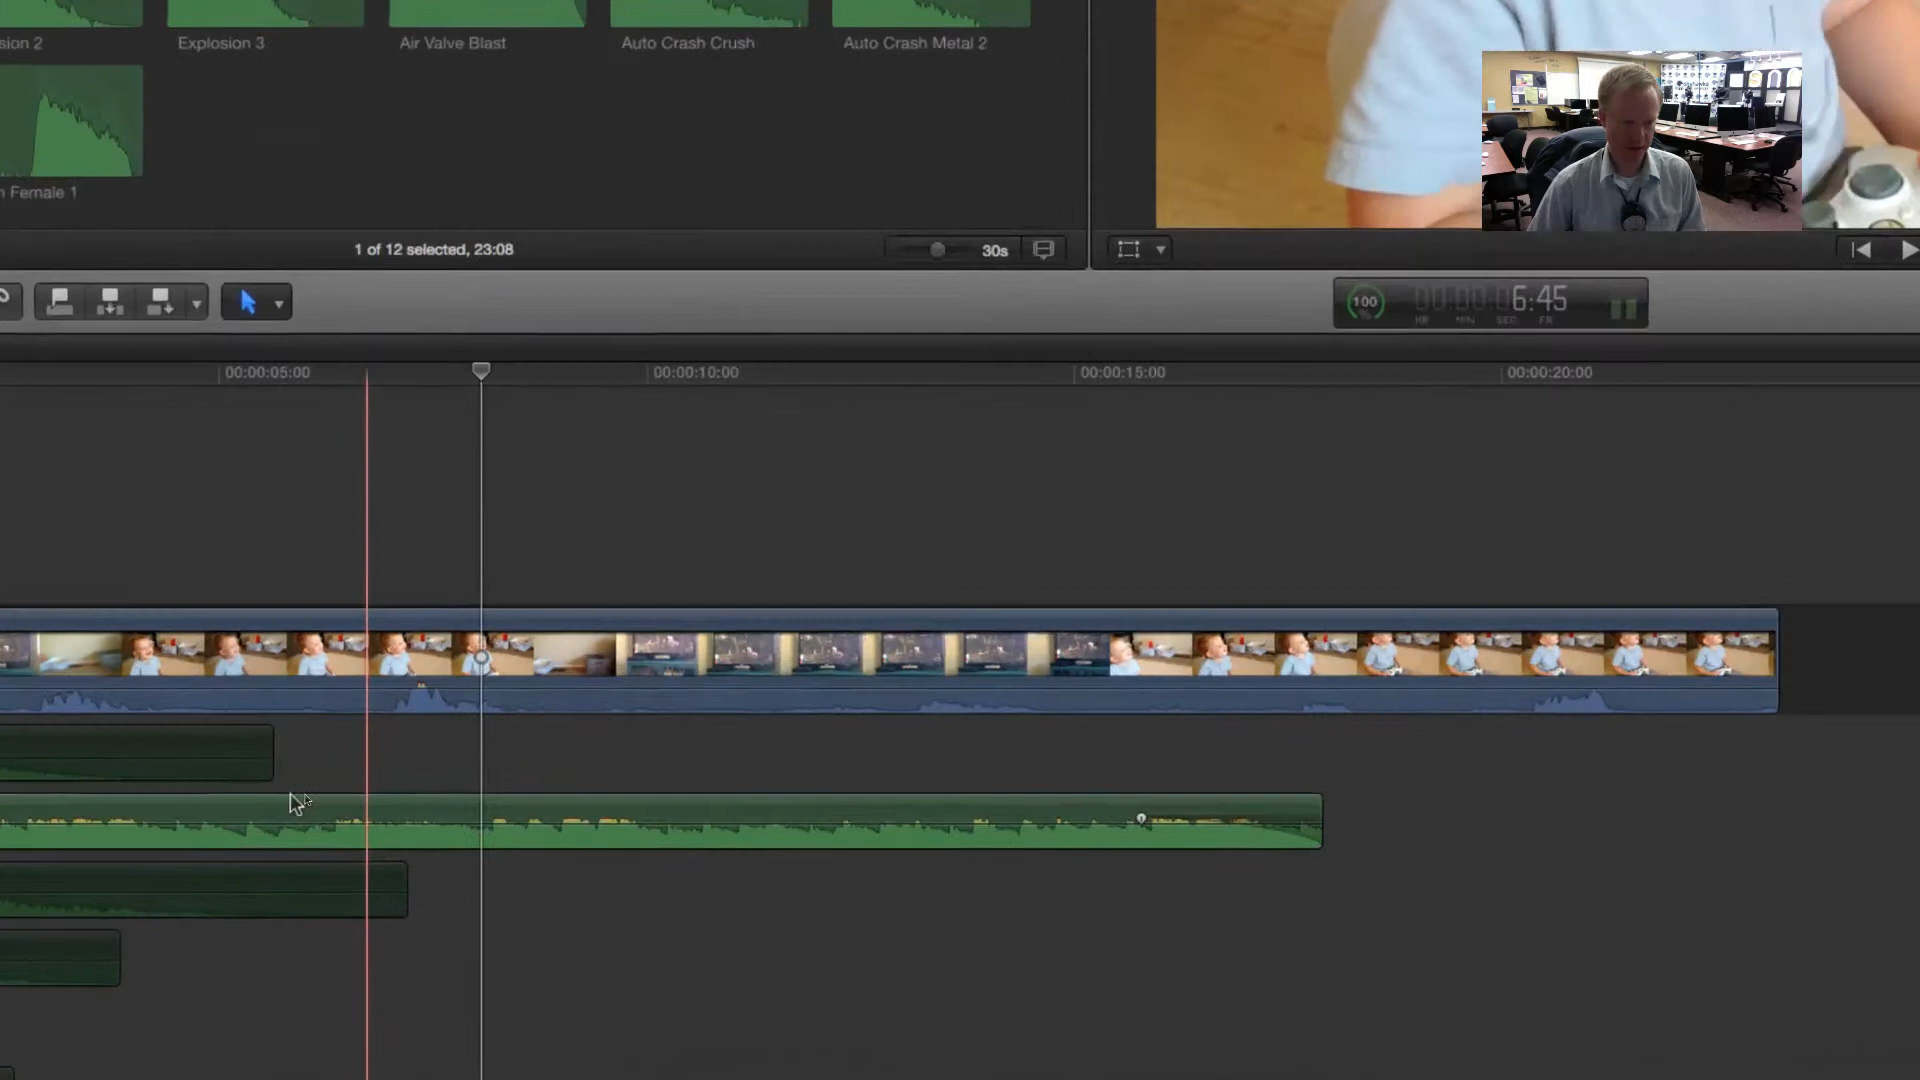 sion 2
Explosion 3
Air Valve Blast
Auto Crash Crush
Auto Crash Metal 2
n Female 1
1 of 12 selected, 23:08
30s
100
%
00:00:06:45
HR MIN SEC FR
00:00:05:00
00:00:10:00
00:00:15:00
00:00:20:00